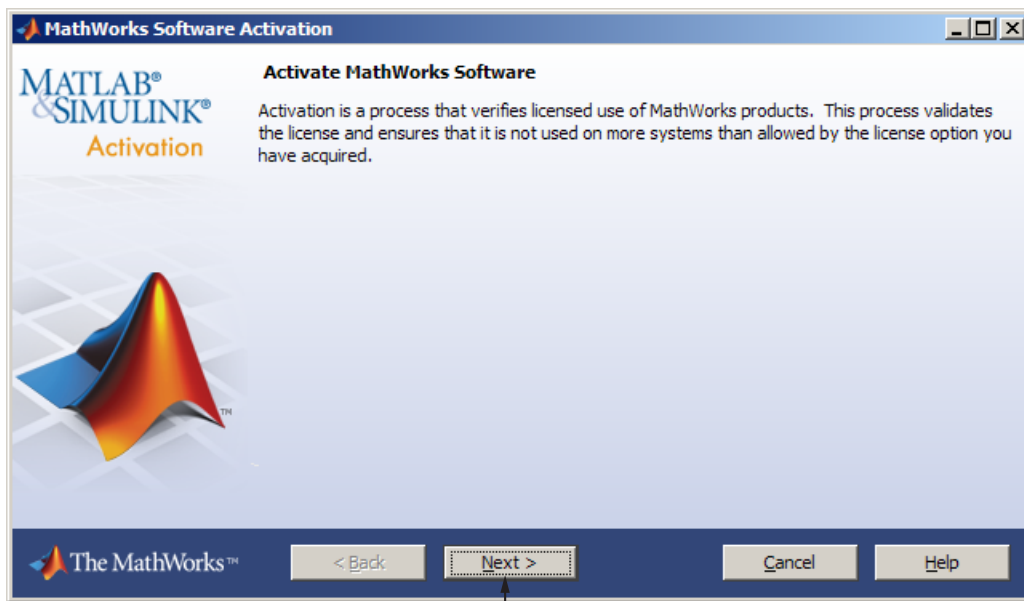 MathWorks Software Activation
MATLAB®
&SIMULINK®
Activation
Activate MathWorks Software
Activation is a process that verifies licensed use of MathWorks products. This process validates
the license and ensures that it is not used on more systems than allowed by the license option you
have acquired.
TM
The MathWorks™
< Back
Next >
Cancel
Help